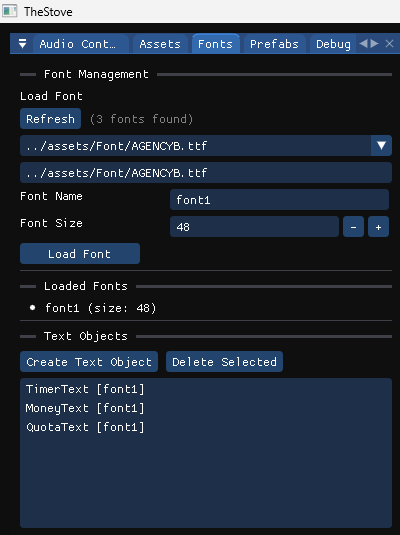 TheStove
Audio Cont… Assets Fonts Prefabs Debug
Font Management
Load Font
Refresh (3 fonts found)
../assets/Font/AGENCYB.ttf
../assets/Font/AGENCYB.ttf
Font Name font1
Font Size 48 - +
Load Font
Loaded Fonts
font1 (size: 48)
Text Objects
Create Text Object Delete Selected
TimerText [font1]
MoneyText [font1]
QuotaText [font1]